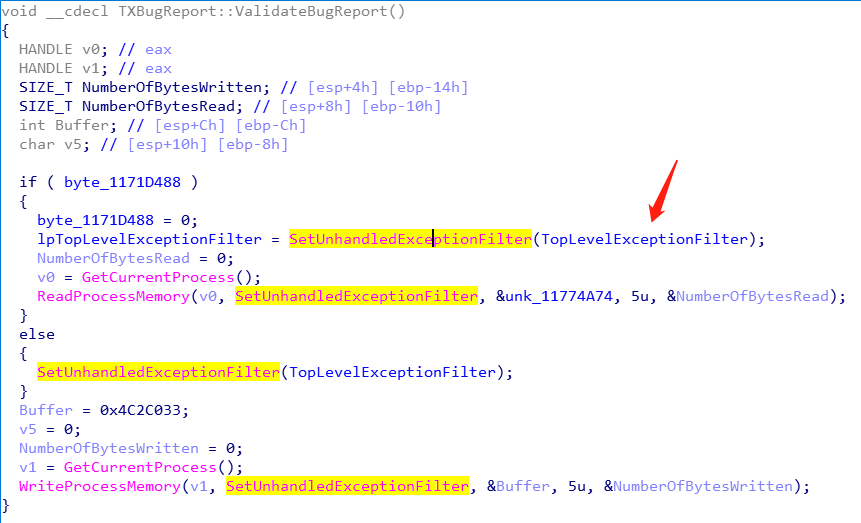 void __cdecl TXBugReport::ValidateBugReport()
{
  HANDLE v0; // eax
  HANDLE v1; // eax
  SIZE_T NumberOfBytesWritten; // [esp+4h] [ebp-14h]
  SIZE_T NumberOfBytesRead; // [esp+8h] [ebp-10h]
  int Buffer; // [esp+Ch] [ebp-Ch]
  char v5; // [esp+10h] [ebp-8h]

  if ( byte_1171D488 )
  {
    byte_1171D488 = 0;
    lpTopLevelExceptionFilter = SetUnhandledExceptionFilter(TopLevelExceptionFilter);
    NumberOfBytesRead = 0;
    v0 = GetCurrentProcess();
    ReadProcessMemory(v0, SetUnhandledExceptionFilter, &unk_11774A74, 5u, &NumberOfBytesRead);
  }
  else
  {
    SetUnhandledExceptionFilter(TopLevelExceptionFilter);
  }
  Buffer = 0x4C2C033;
  v5 = 0;
  NumberOfBytesWritten = 0;
  v1 = GetCurrentProcess();
  WriteProcessMemory(v1, SetUnhandledExceptionFilter, &Buffer, 5u, &NumberOfBytesWritten);
}